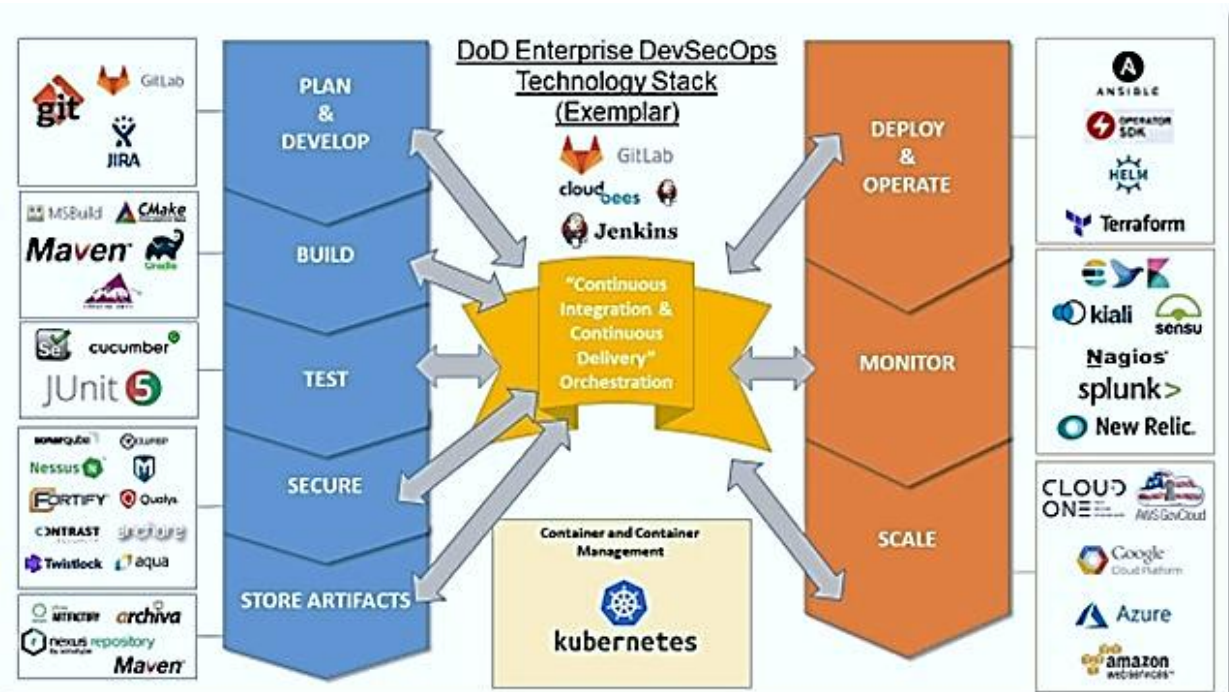 DoD Enterprise DevSecOps
Technology Stack
(Exemplar)
GitLab
cloudbees
Jenkins
git
GitLab
JIRA
PLAN
&
DEVELOP
MSBuild
CMake
Maven
Gradle
BUILD
Se
cucumber
JUnit 5
TEST
sonarqube
Nessus N
FORTIFY
Qualys
CONTRAST
Twistlock
aqua
SECURE
ARTIFACTORY
archiva
nexus repository
by sonatype
Maven
STORE ARTIFACTS
"Continuous
Integration &
Continuous
Delivery"
Orchestration
Container and Container
Management
kubernetes
DEPLOY
&
OPERATE
A
ANSIBLE
OPERATOR
SDK
HELM
Terraform
MONITOR
kiali
sensu
Nagios
splunk>
New Relic.
SCALE
CLOUD
ONE
AWS GovCloud
Google
Cloud Platform
Azure
amazon
webservices